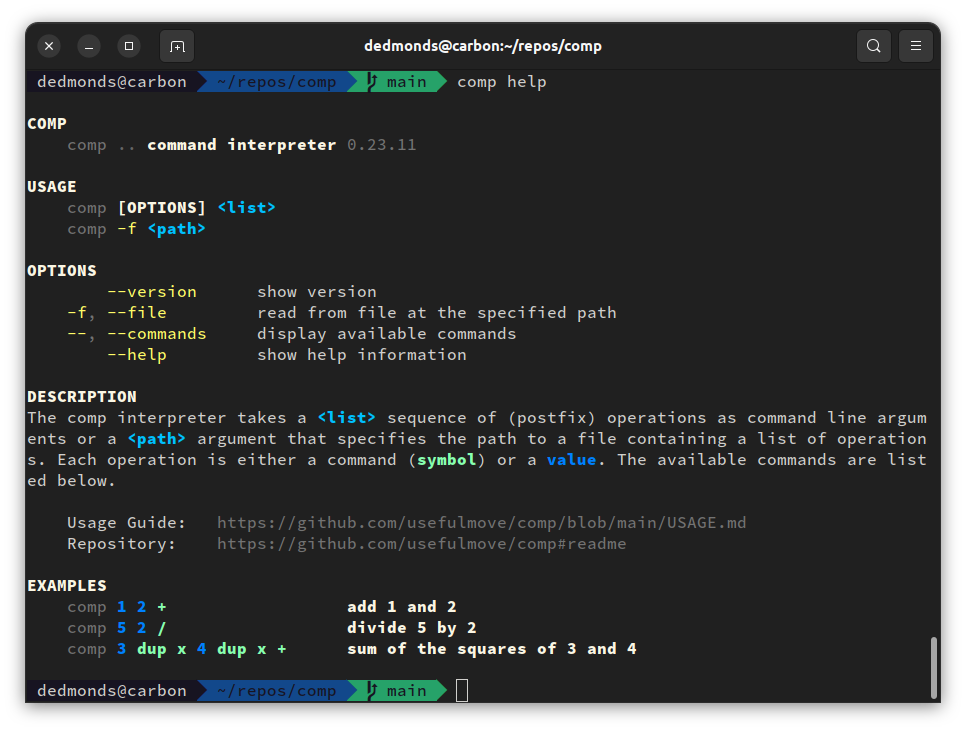 dedmonds@carbon:~/repos/comp
dedmonds@carbon ~/repos/comp main comp help
COMP
comp .. command interpreter 0.23.11
USAGE
comp [OPTIONS] <list>
comp -f <path>
OPTIONS
--version show version
-f, --file read from file at the specified path
--, --commands display available commands
--help show help information
DESCRIPTION
The comp interpreter takes a <list> sequence of (postfix) operations as command line argum
ents or a <path> argument that specifies the path to a file containing a list of operation
s. Each operation is either a command (symbol) or a value. The available commands are list
ed below.
Usage Guide: https://github.com/usefulmove/comp/blob/main/USAGE.md
Repository: https://github.com/usefulmove/comp#readme
EXAMPLES
comp 1 2 + add 1 and 2
comp 5 2 / divide 5 by 2
comp 3 dup x 4 dup x + sum of the squares of 3 and 4
dedmonds@carbon ~/repos/comp main